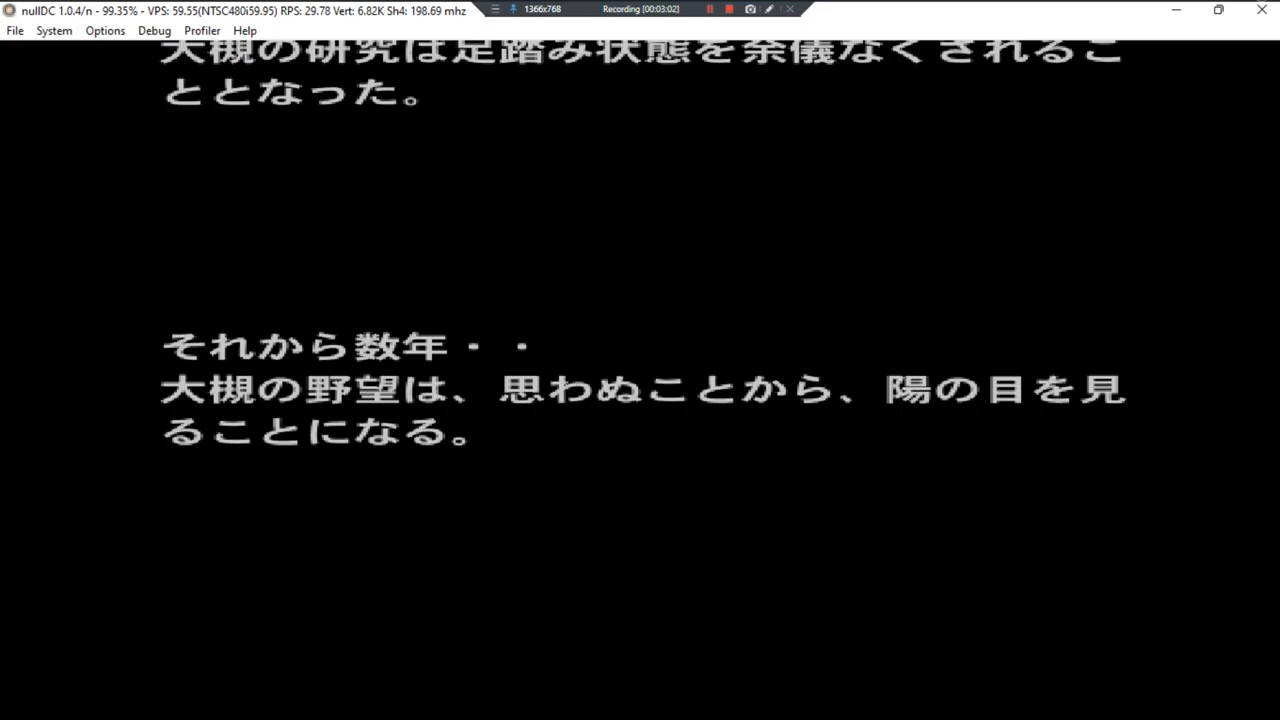 nullDC 1.0.4/n - 99.35% - VPS: 59.55(NTSC480i59.95) RPS: 29.78 Vert: 6.82K Sh4: 198.69 mhz
1366x768
Recording [00:03:02]
File System Options Debug Profiler Help
大槻の研究は足踏み状態を余儀なくされるこ
ととなった。
それから数年・・
大槻の野望は、思わぬことから、陽の目を見
ることになる。